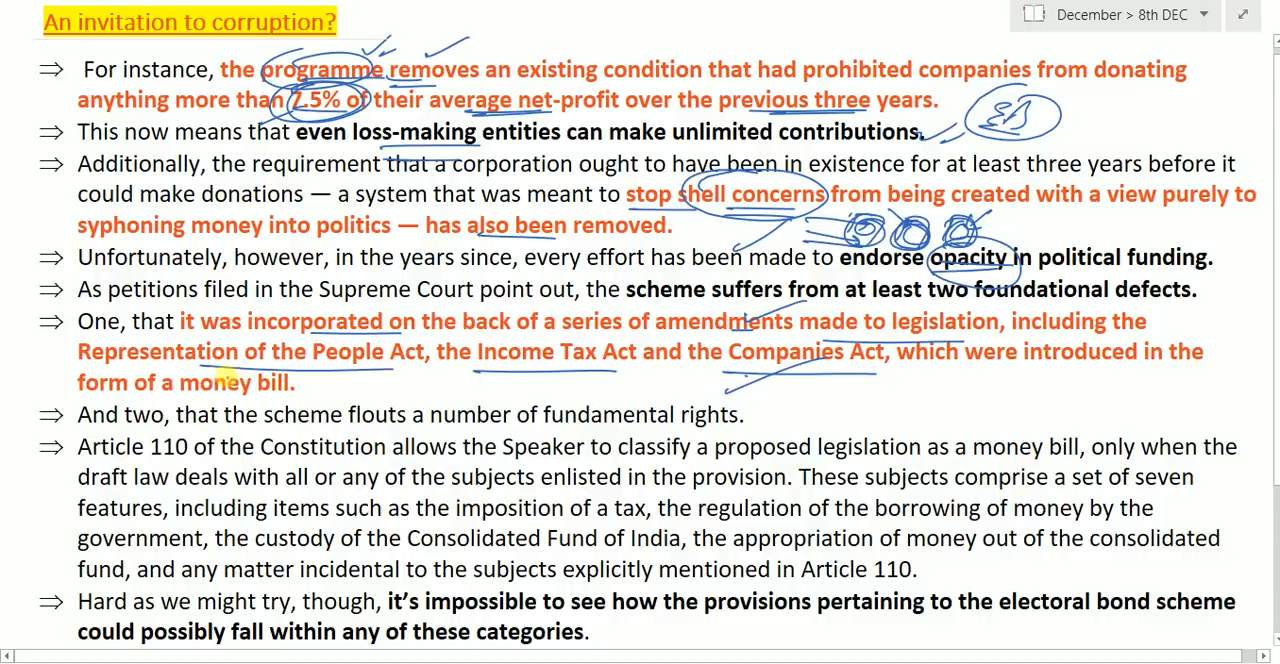 An invitation to corruption?
December > 8th DEC
⇒ For instance, the programme removes an existing condition that had prohibited companies from donating
anything more than 7.5% of their average net-profit over the previous three years.
⇒ This now means that even loss-making entities can make unlimited contributions.
⇒ Additionally, the requirement that a corporation ought to have been in existence for at least three years before it
could make donations — a system that was meant to stop shell concerns from being created with a view purely to
syphoning money into politics — has also been removed.
⇒ Unfortunately, however, in the years since, every effort has been made to endorse opacity in political funding.
⇒ As petitions filed in the Supreme Court point out, the scheme suffers from at least two foundational defects.
⇒ One, that it was incorporated on the back of a series of amendments made to legislation, including the
Representation of the People Act, the Income Tax Act and the Companies Act, which were introduced in the
form of a money bill.
⇒ And two, that the scheme flouts a number of fundamental rights.
⇒ Article 110 of the Constitution allows the Speaker to classify a proposed legislation as a money bill, only when the
draft law deals with all or any of the subjects enlisted in the provision. These subjects comprise a set of seven
features, including items such as the imposition of a tax, the regulation of the borrowing of money by the
government, the custody of the Consolidated Fund of India, the appropriation of money out of the consolidated
fund, and any matter incidental to the subjects explicitly mentioned in Article 110.
⇒ Hard as we might try, though, it's impossible to see how the provisions pertaining to the electoral bond scheme
could possibly fall within any of these categories.